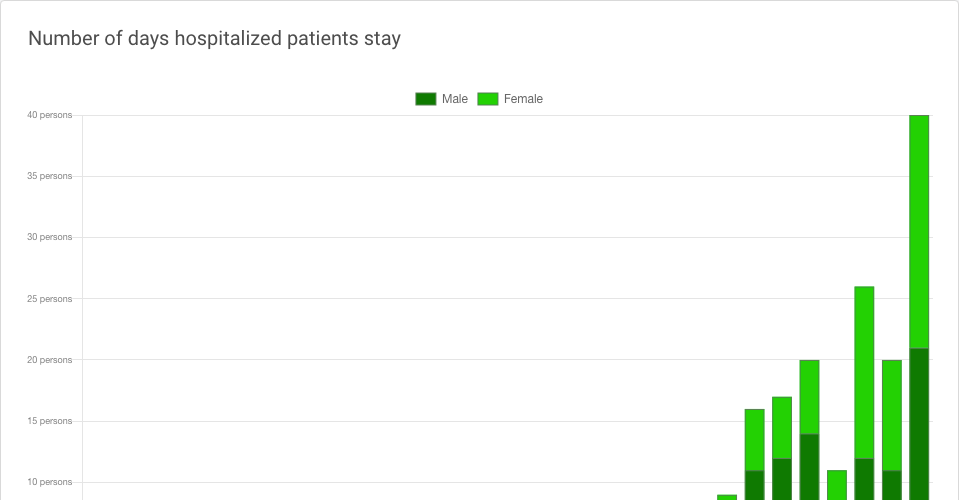 Number of days hospitalized patients stay
Male Female
40 persons
35 persons
30 persons
25 persons
20 persons
15 persons
10 persons